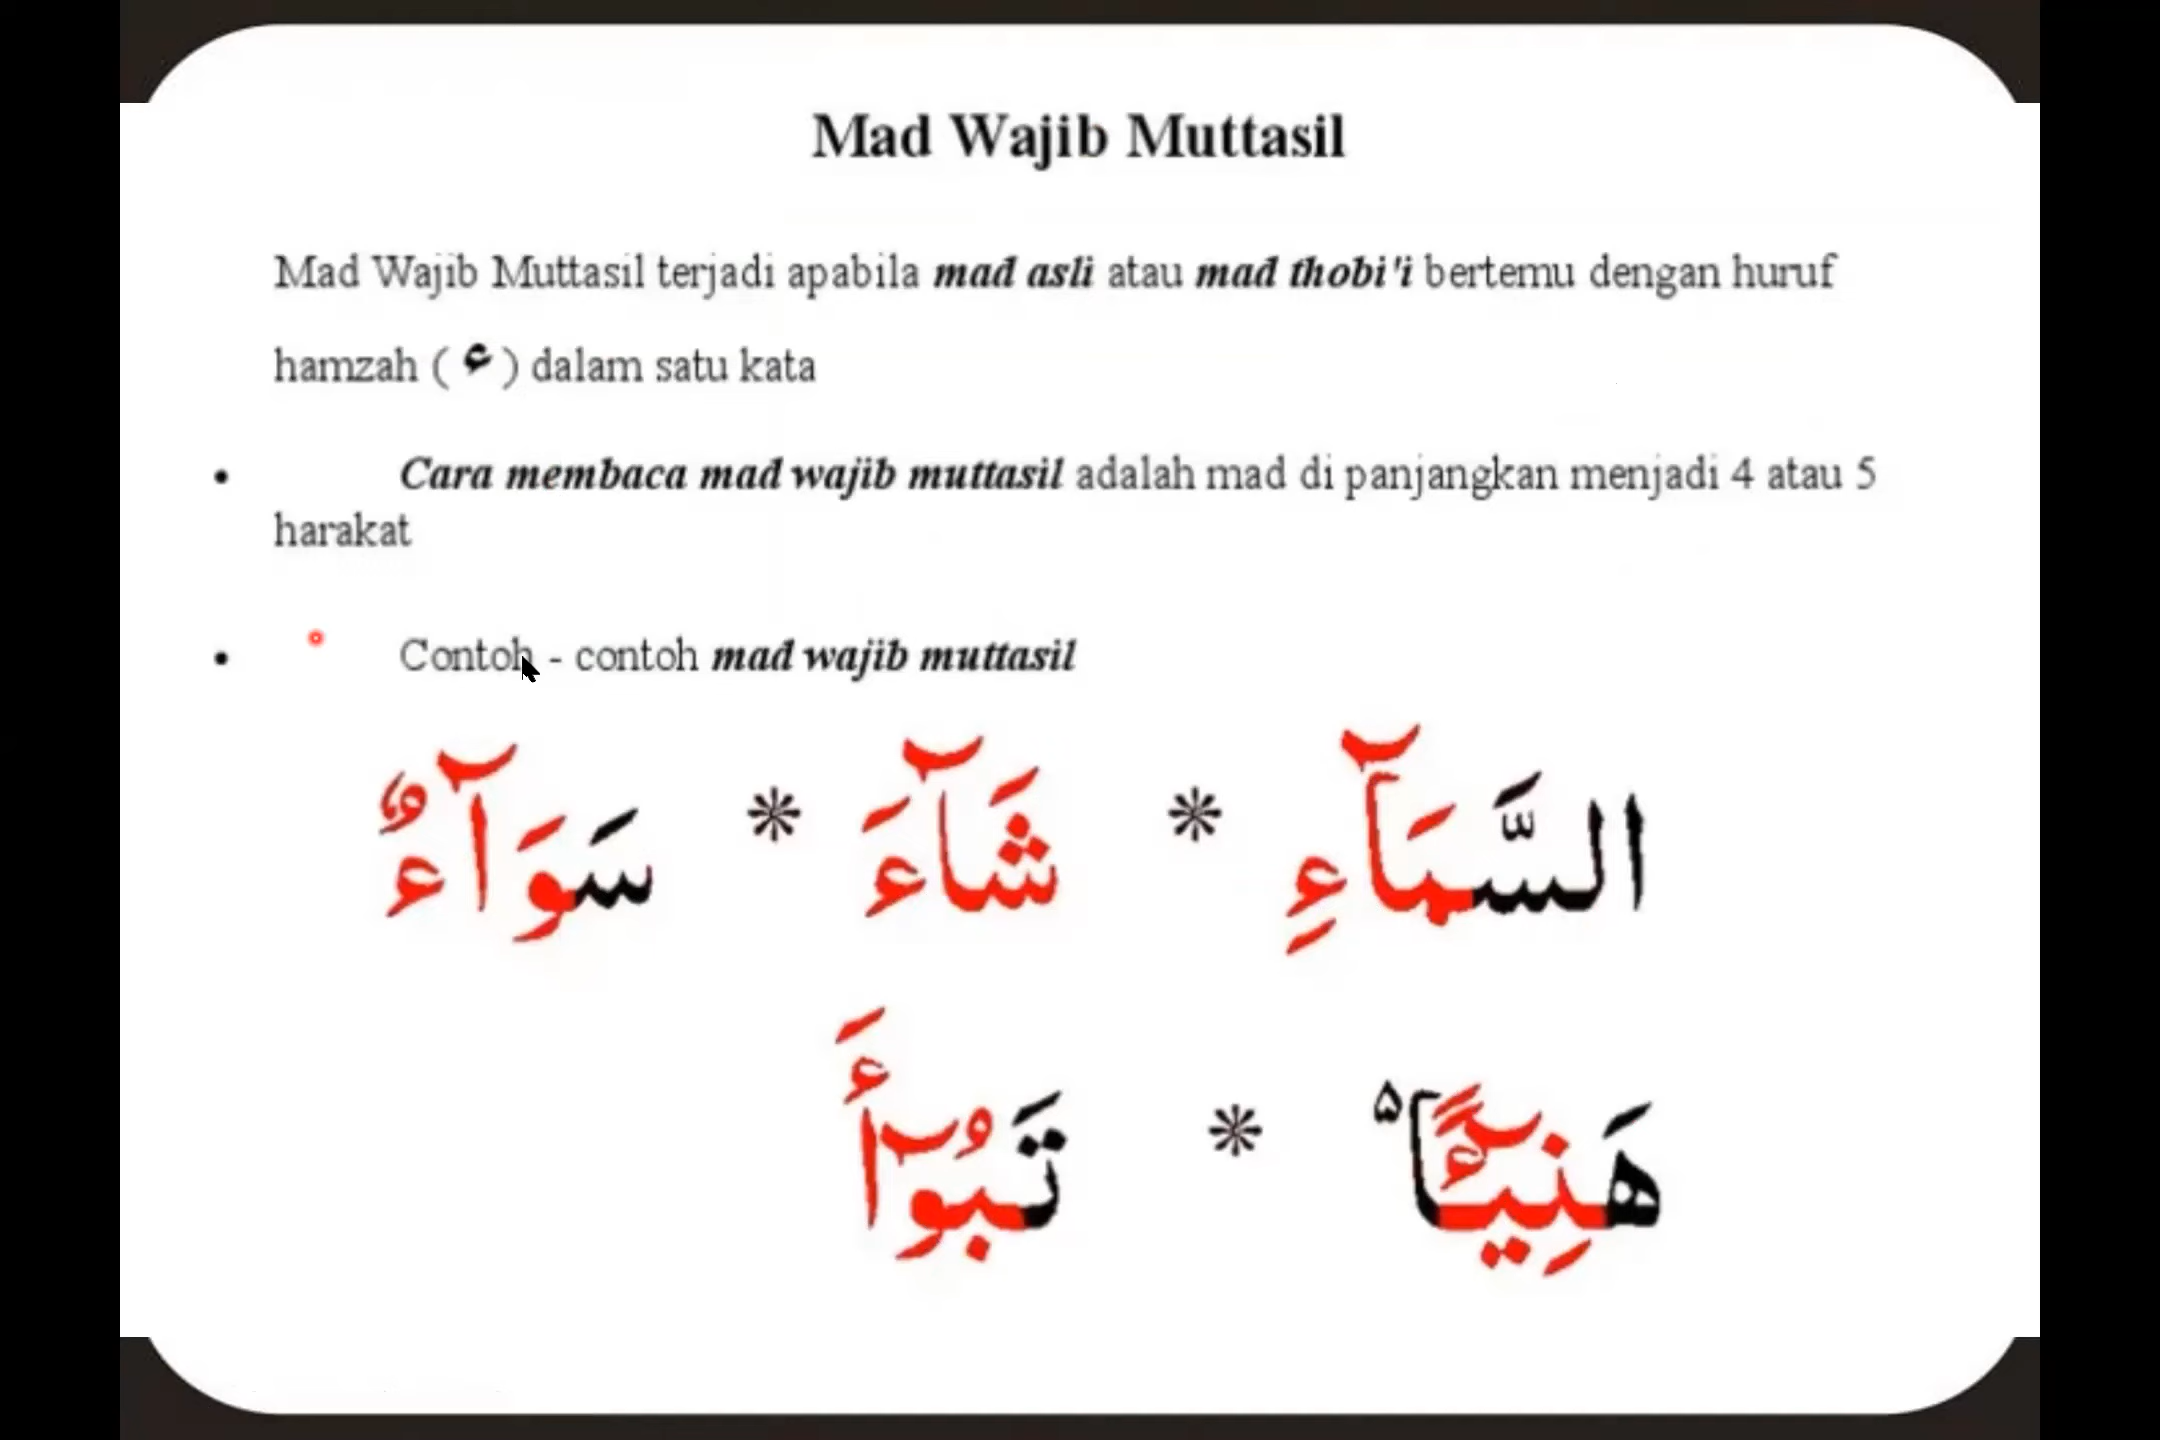 Mad Wajib Muttasil
Mad Wajib Muttasil terjadi apabila mad asli atau mad thobi'i bertemu dengan huruf
hamzah ( ء ) dalam satu kata
• Cara membaca mad wajib muttasil adalah mad di panjangkan menjadi 4 atau 5
harakat
• Contoh - contoh mad wajib muttasil
السَّمَآءِ * شَآءَ * سَوَآءٌ
هَنِيْٓـًٔا ۵ * تَبُوْٓأَ